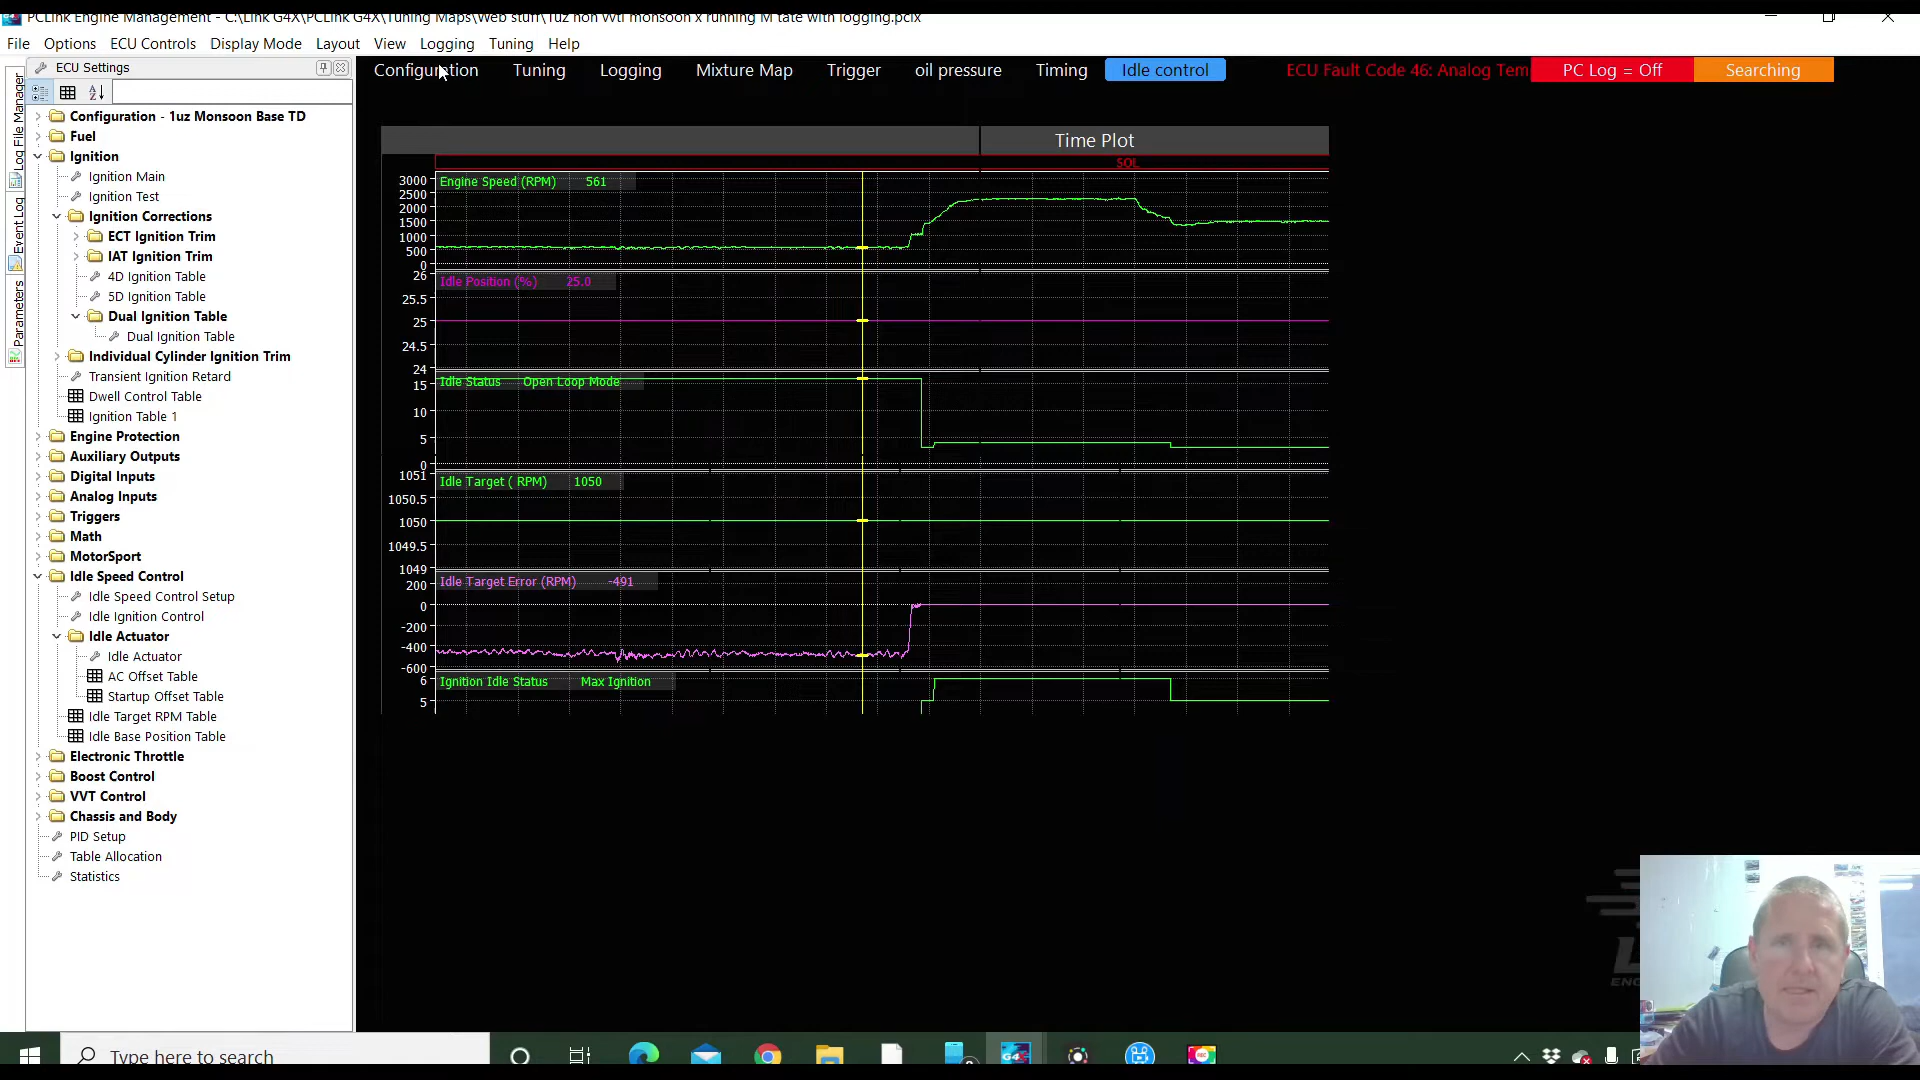 PCLink Engine Management - C:\Link G4X\PCLink G4X\Tuning Maps\Web stuff\1uz non Vvti monsoon x running M tate with logging.pclx
File Options ECU Controls Display Mode Layout View Logging Tuning Help
ECU Settings
Configuration Tuning Logging Mixture Map Trigger oil pressure Timing Idle control
ECU Fault Code 46: Analog Tem
PC Log = Off
Searching
Log File Manager
Event Log
Parameters
Configuration - 1uz Monsoon Base TD
Fuel
Ignition
Ignition Main
Ignition Test
Ignition Corrections
ECT Ignition Trim
IAT Ignition Trim
4D Ignition Table
5D Ignition Table
Dual Ignition Table
Dual Ignition Table
Individual Cylinder Ignition Trim
Transient Ignition Retard
Dwell Control Table
Ignition Table 1
Engine Protection
Auxiliary Outputs
Digital Inputs
Analog Inputs
Triggers
Math
MotorSport
Idle Speed Control
Idle Speed Control Setup
Idle Ignition Control
Idle Actuator
Idle Actuator
AC Offset Table
Startup Offset Table
Idle Target RPM Table
Idle Base Position Table
Electronic Throttle
Boost Control
VVT Control
Chassis and Body
PID Setup
Table Allocation
Statistics
Time Plot
SOL
Engine Speed (RPM) 561
3000
2500
2000
1500
1000
500
0
Idle Position (%) 25.0
26
25.5
25
24.5
24
Idle Status Open Loop Mode
15
10
5
0
Idle Target ( RPM) 1050
1051
1050.5
1050
1049.5
1049
Idle Target Error (RPM) -491
200
0
-200
-400
-600
Ignition Idle Status Max Ignition
6
5
Type here to search